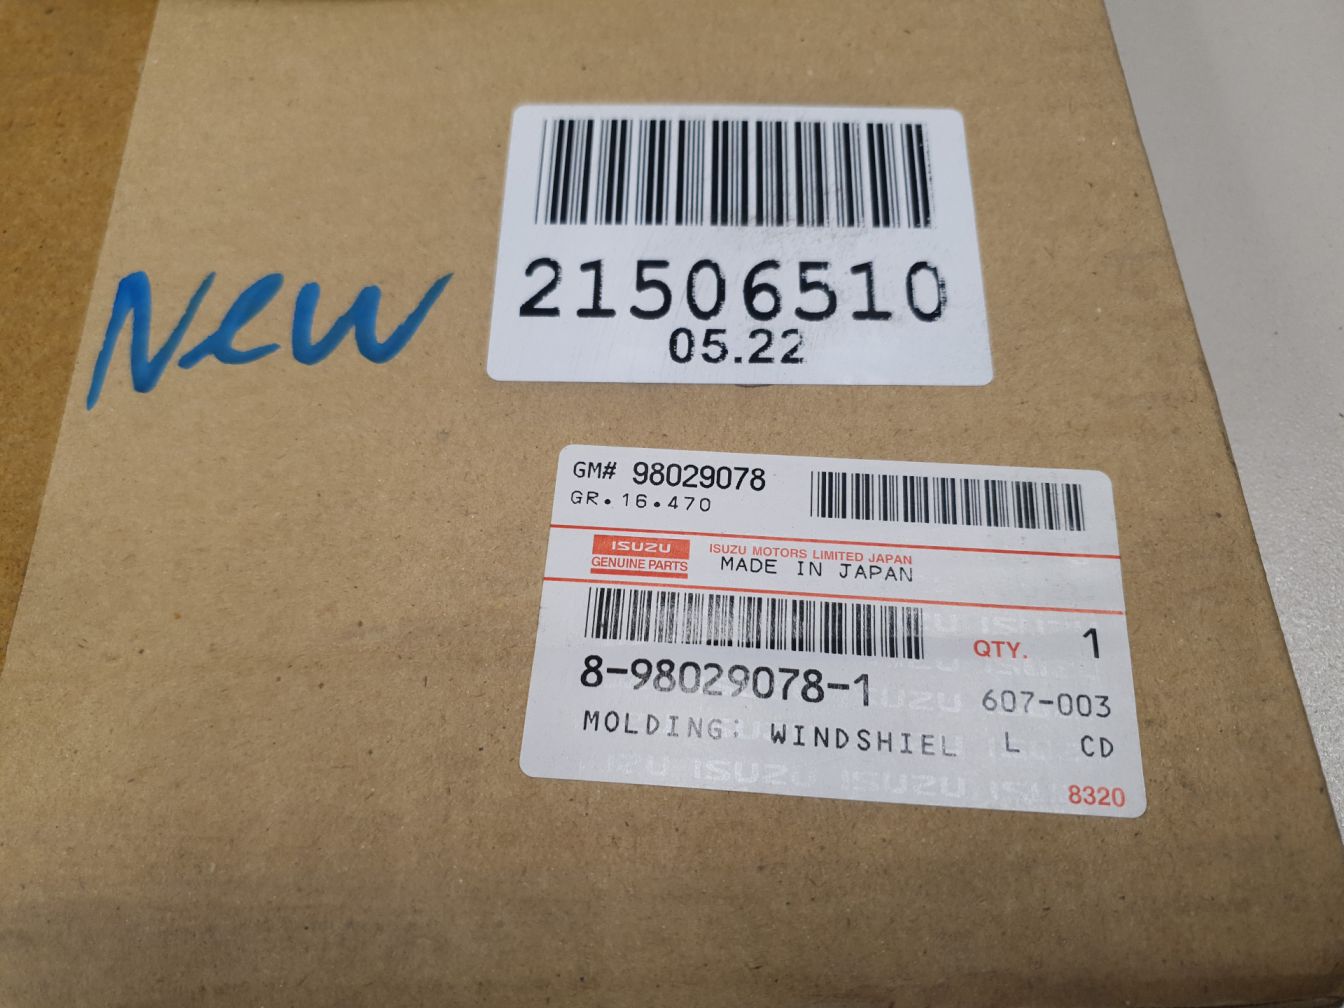 New
21506510
05.22
GM# 98029078
GR.16.470
ISUZU
GENUINE PARTS
ISUZU MOTORS LIMITED JAPAN
MADE IN JAPAN
QTY. 1
8-98029078-1
607-003
MOLDING: WINDSHIEL L CD
8320